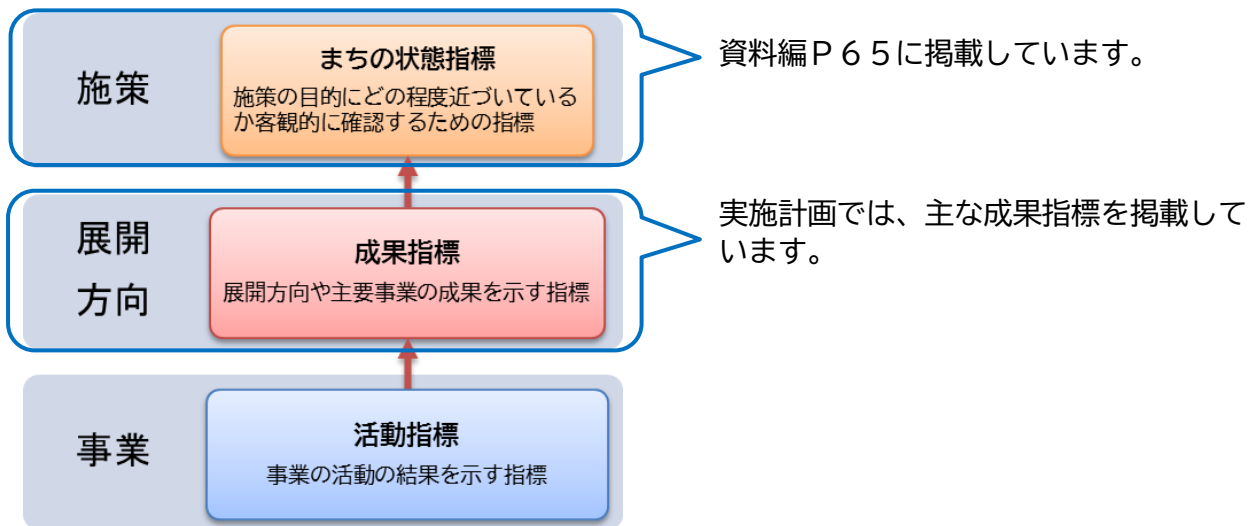 施策
まちの状態指標
施策の目的にどの程度近づいている
か客観的に確認するための指標
資料編Ｐ６５に掲載しています。
展開
方向
成果指標
展開方向や主要事業の成果を示す指標
実施計画では、主な成果指標を掲載して
います。
事業
活動指標
事業の活動の結果を示す指標